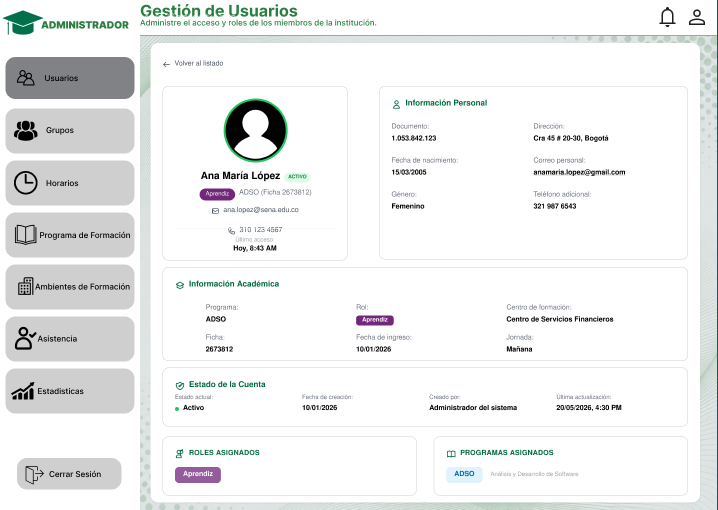 ADMINISTRADOR
Gestión de Usuarios
Administre el acceso y roles de los miembros de la institución.
Usuarios
Grupos
Horarios
Programa de Formación
Ambientes de Formación
Asistencia
Estadisticas
Cerrar Sesión
← Volver al listado
Ana María López ACTIVO
Aprendiz ADSO (Ficha 2673812)
ana.lopez@sena.edu.co
310 123 4567
Último acceso:
Hoy, 8:43 AM
Información Personal
Documento: Dirección:
1.053.842.123 Cra 45 # 20-30, Bogotá
Fecha de nacimiento: Correo personal:
15/03/2005 anamaria.lopez@gmail.com
Género: Teléfono adicional:
Femenino 321 987 6543
Información Académica
Programa: Rol: Centro de formación:
ADSO Aprendiz Centro de Servicios Financieros
Ficha: Fecha de ingreso: Jornada:
2673812 10/01/2026 Mañana
Estado de la Cuenta
Estado actual: Fecha de creación: Creado por: Última actualización:
Activo 10/01/2026 Administrador del sistema 20/05/2026, 4:30 PM
ROLES ASIGNADOS
Aprendiz
PROGRAMAS ASIGNADOS
ADSO Análisis y Desarrollo de Software